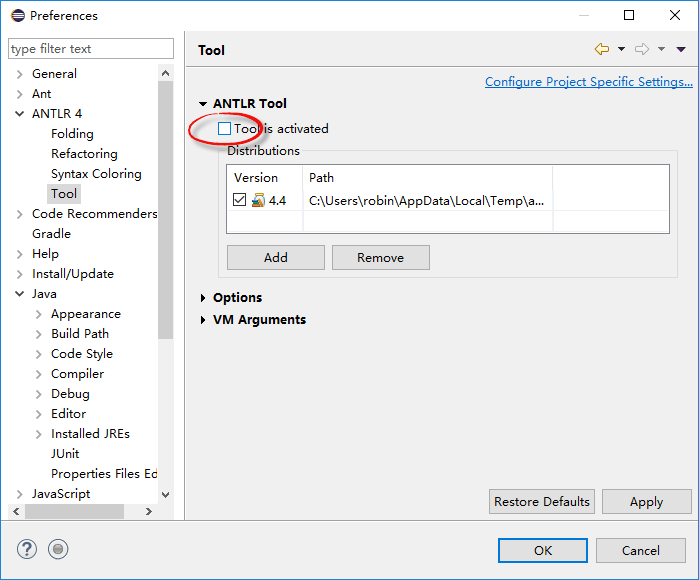 Preferences
type filter text
General
Ant
ANTLR 4
Folding
Refactoring
Syntax Coloring
Tool
Code Recommenders
Gradle
Help
Install/Update
Java
Appearance
Build Path
Code Style
Compiler
Debug
Editor
Installed JREs
JUnit
Properties Files Ed
JavaScript
Tool
Configure Project Specific Settings...
ANTLR Tool
Tool is activated
Distributions
Version Path
4.4 C:\Users\robin\AppData\Local\Temp\a...
Add Remove
Options
VM Arguments
Restore Defaults Apply
? OK Cancel